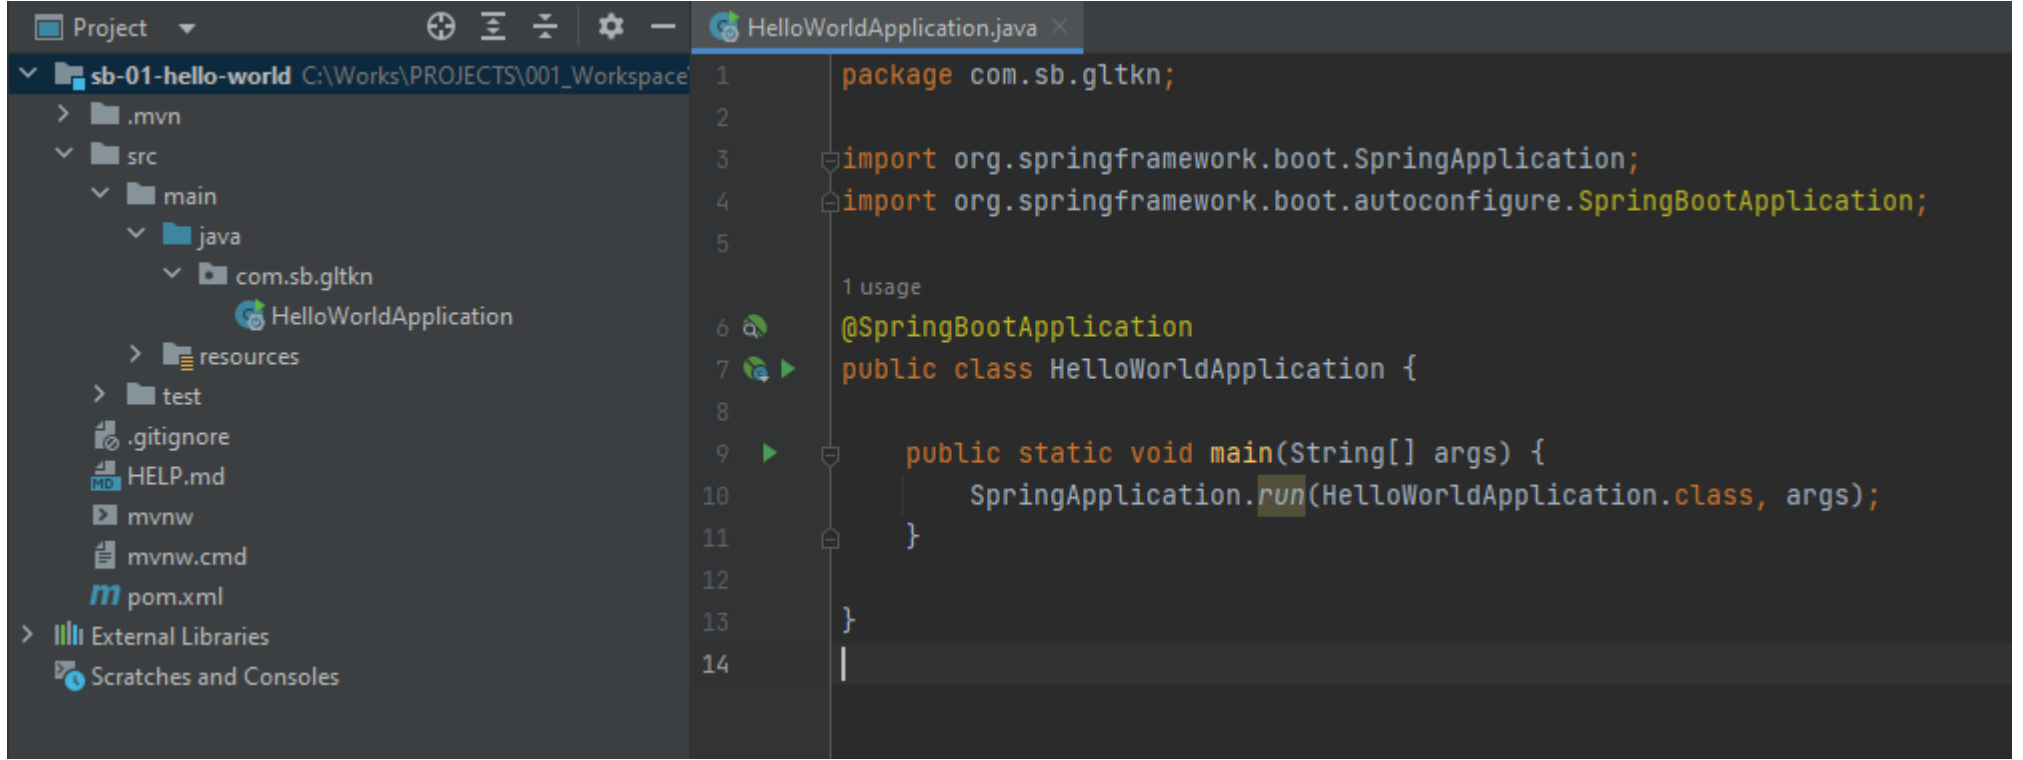 Project
sb-01-hello-world C:\Works\PROJECTS\001_Workspace
.mvn
src
main
java
com.sb.gltkn
HelloWorldApplication
resources
test
.gitignore
HELP.md
mvnw
mvnw.cmd
pom.xml
External Libraries
Scratches and Consoles
HelloWorldApplication.java
1 package com.sb.gltkn;
2
3 import org.springframework.boot.SpringApplication;
4 import org.springframework.boot.autoconfigure.SpringBootApplication;
5
1 usage
6 @SpringBootApplication
7 public class HelloWorldApplication {
8
9 public static void main(String[] args) {
10 SpringApplication.run(HelloWorldApplication.class, args);
11 }
12
13 }
14